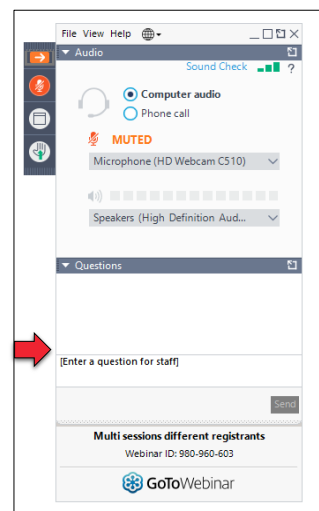 File View Help
Audio
Sound Check ?
Computer audio
Phone call
MUTED
Microphone (HD Webcam C510)
Speakers (High Definition Aud...
Questions
[Enter a question for staff]
Send
Multi sessions different registrants
Webinar ID: 980-960-603
GoToWebinar